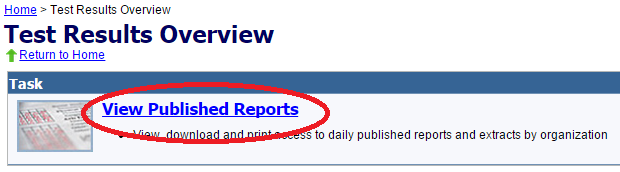 Home > Test Results Overview
Test Results Overview
Return to Home
Task
View Published Reports
• View, download and print access to daily published reports and extracts by organization